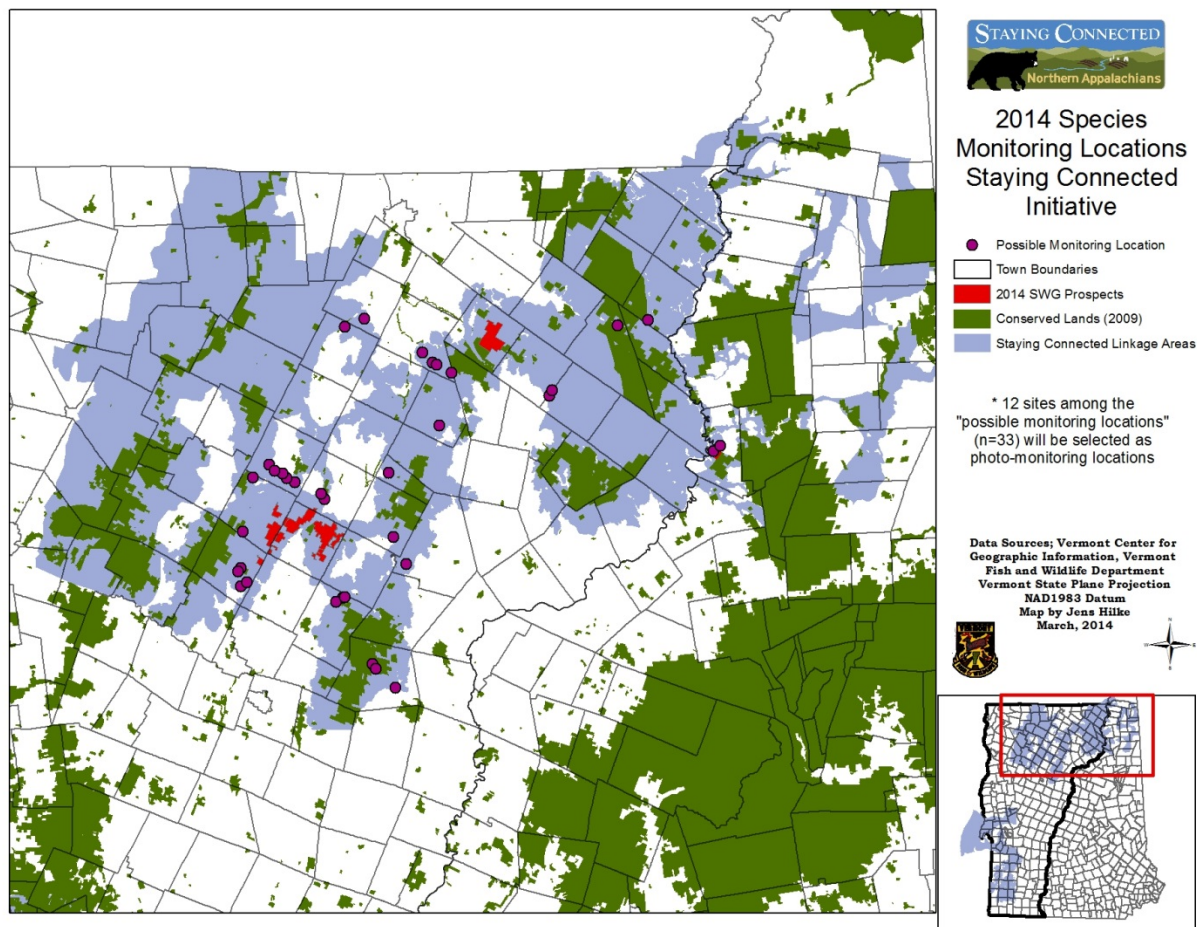 STAYING CONNECTED
Northern Appalachians
2014 Species
Monitoring Locations
Staying Connected
Initiative
Possible Monitoring Location
Town Boundaries
2014 SWG Prospects
Conserved Lands (2009)
Staying Connected Linkage Areas
* 12 sites among the
"possible monitoring locations"
(n=33) will be selected as
photo-monitoring locations
Data Sources; Vermont Center for
Geographic Information, Vermont
Fish and Wildlife Department
Vermont State Plane Projection
NAD1983 Datum
Map by Jens Hilke
March, 2014
VERMONT
N
W E
S